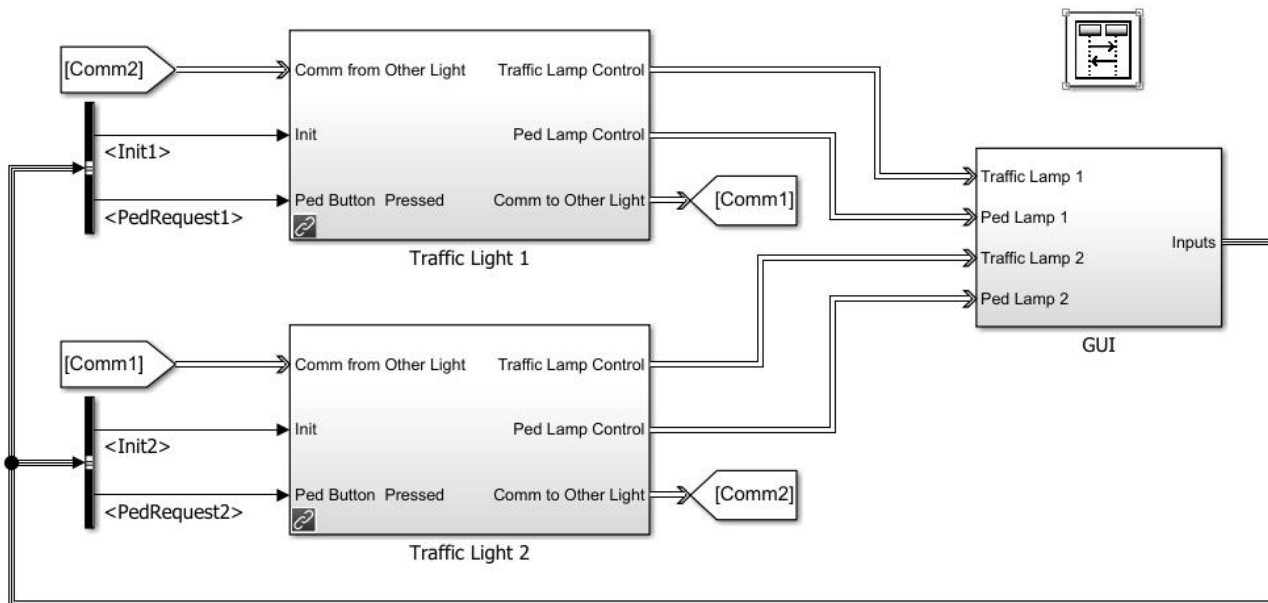 [Comm2]
Comm from Other Light
Traffic Lamp Control
<Init1>
Init
Ped Lamp Control
<PedRequest1>
Ped Button Pressed
Comm to Other Light
[Comm1]
Traffic Light 1
Traffic Lamp 1
Ped Lamp 1
Traffic Lamp 2
Ped Lamp 2
Inputs
GUI
[Comm1]
Comm from Other Light
Traffic Lamp Control
<Init2>
Init
Ped Lamp Control
<PedRequest2>
Ped Button Pressed
Comm to Other Light
[Comm2]
Traffic Light 2